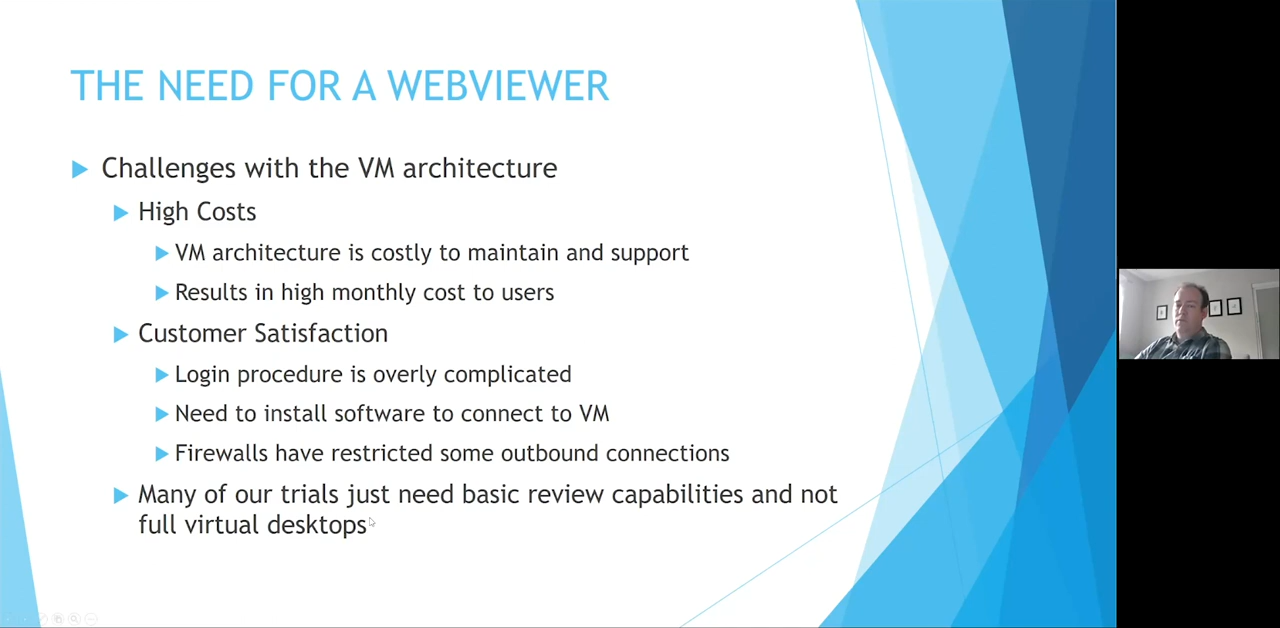 THE NEED FOR A WEBVIEWER
Challenges with the VM architecture
High Costs
VM architecture is costly to maintain and support
Results in high monthly cost to users
Customer Satisfaction
Login procedure is overly complicated
Need to install software to connect to VM
Firewalls have restricted some outbound connections
Many of our trials just need basic review capabilities and not
full virtual desktops